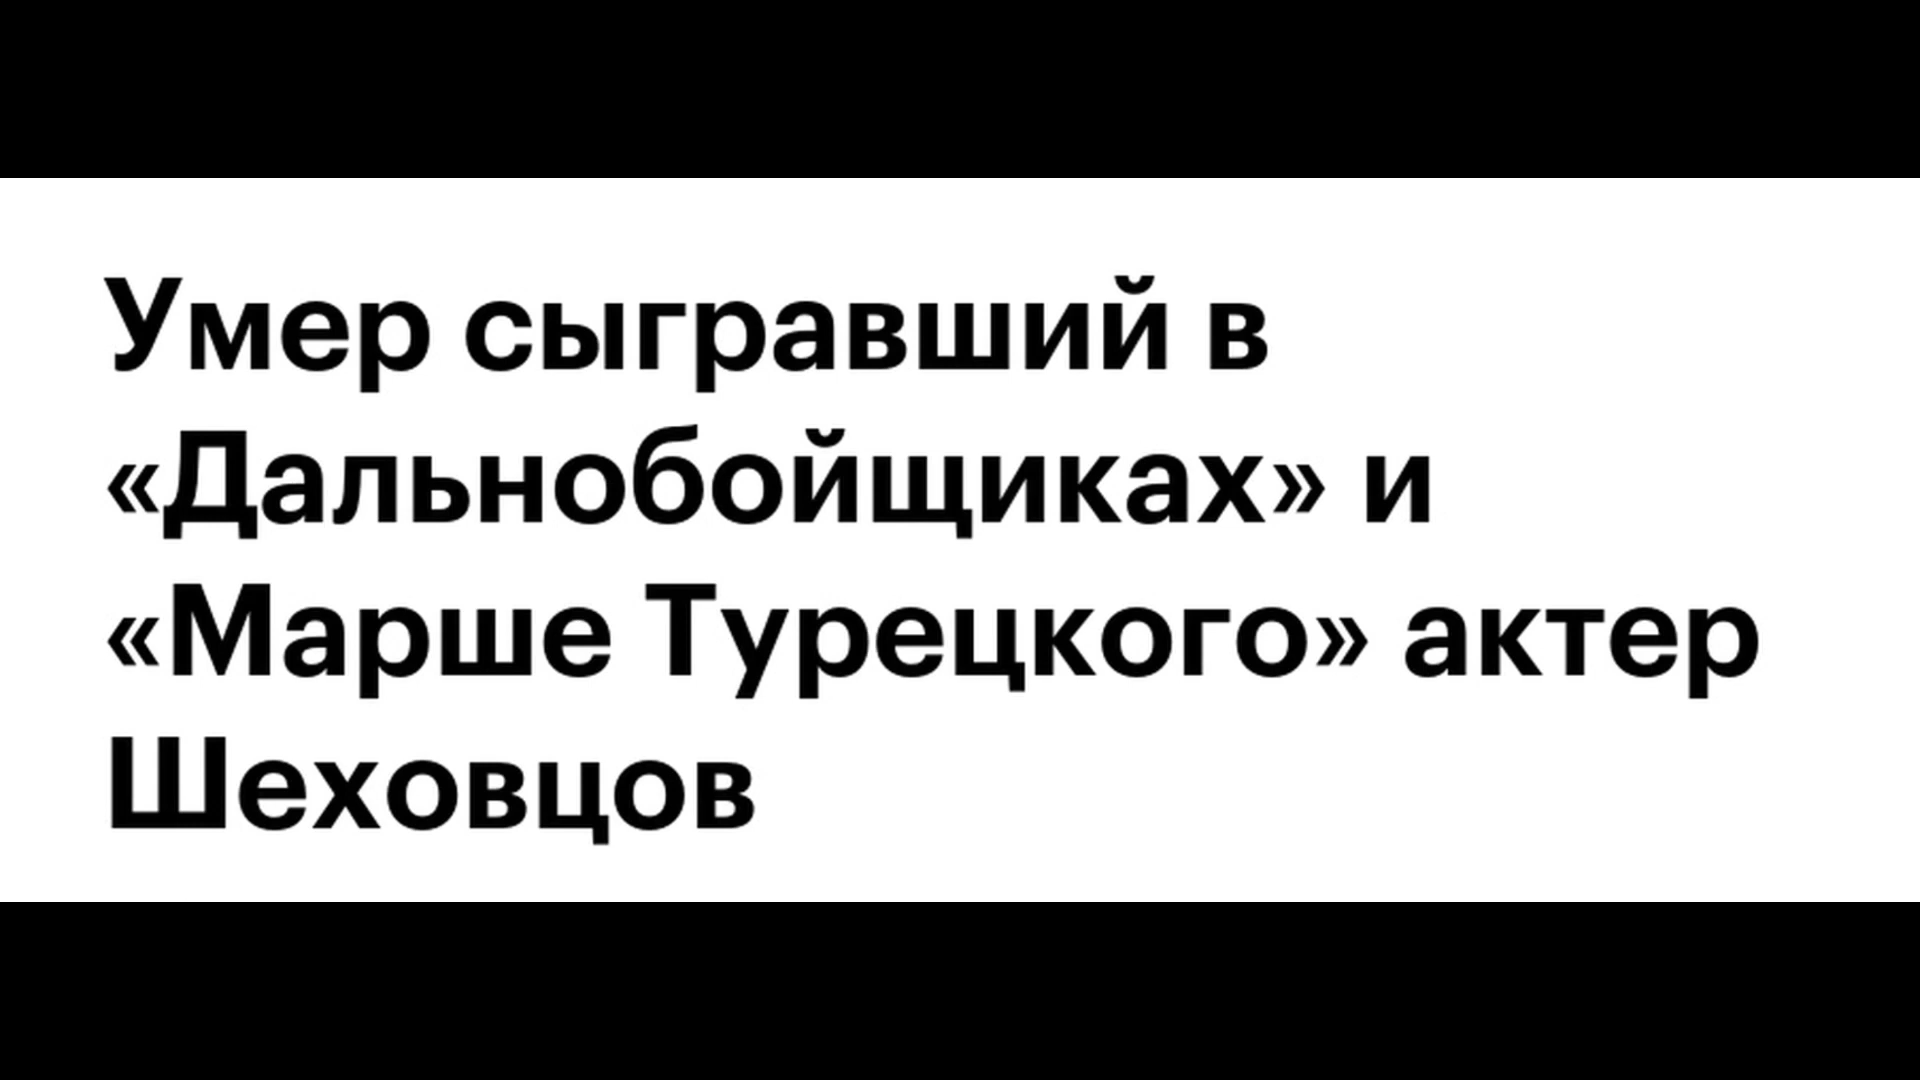 Умер сыгравший в
«Дальнобойщиках» и
«Марше Турецкого» актер
Шеховцов